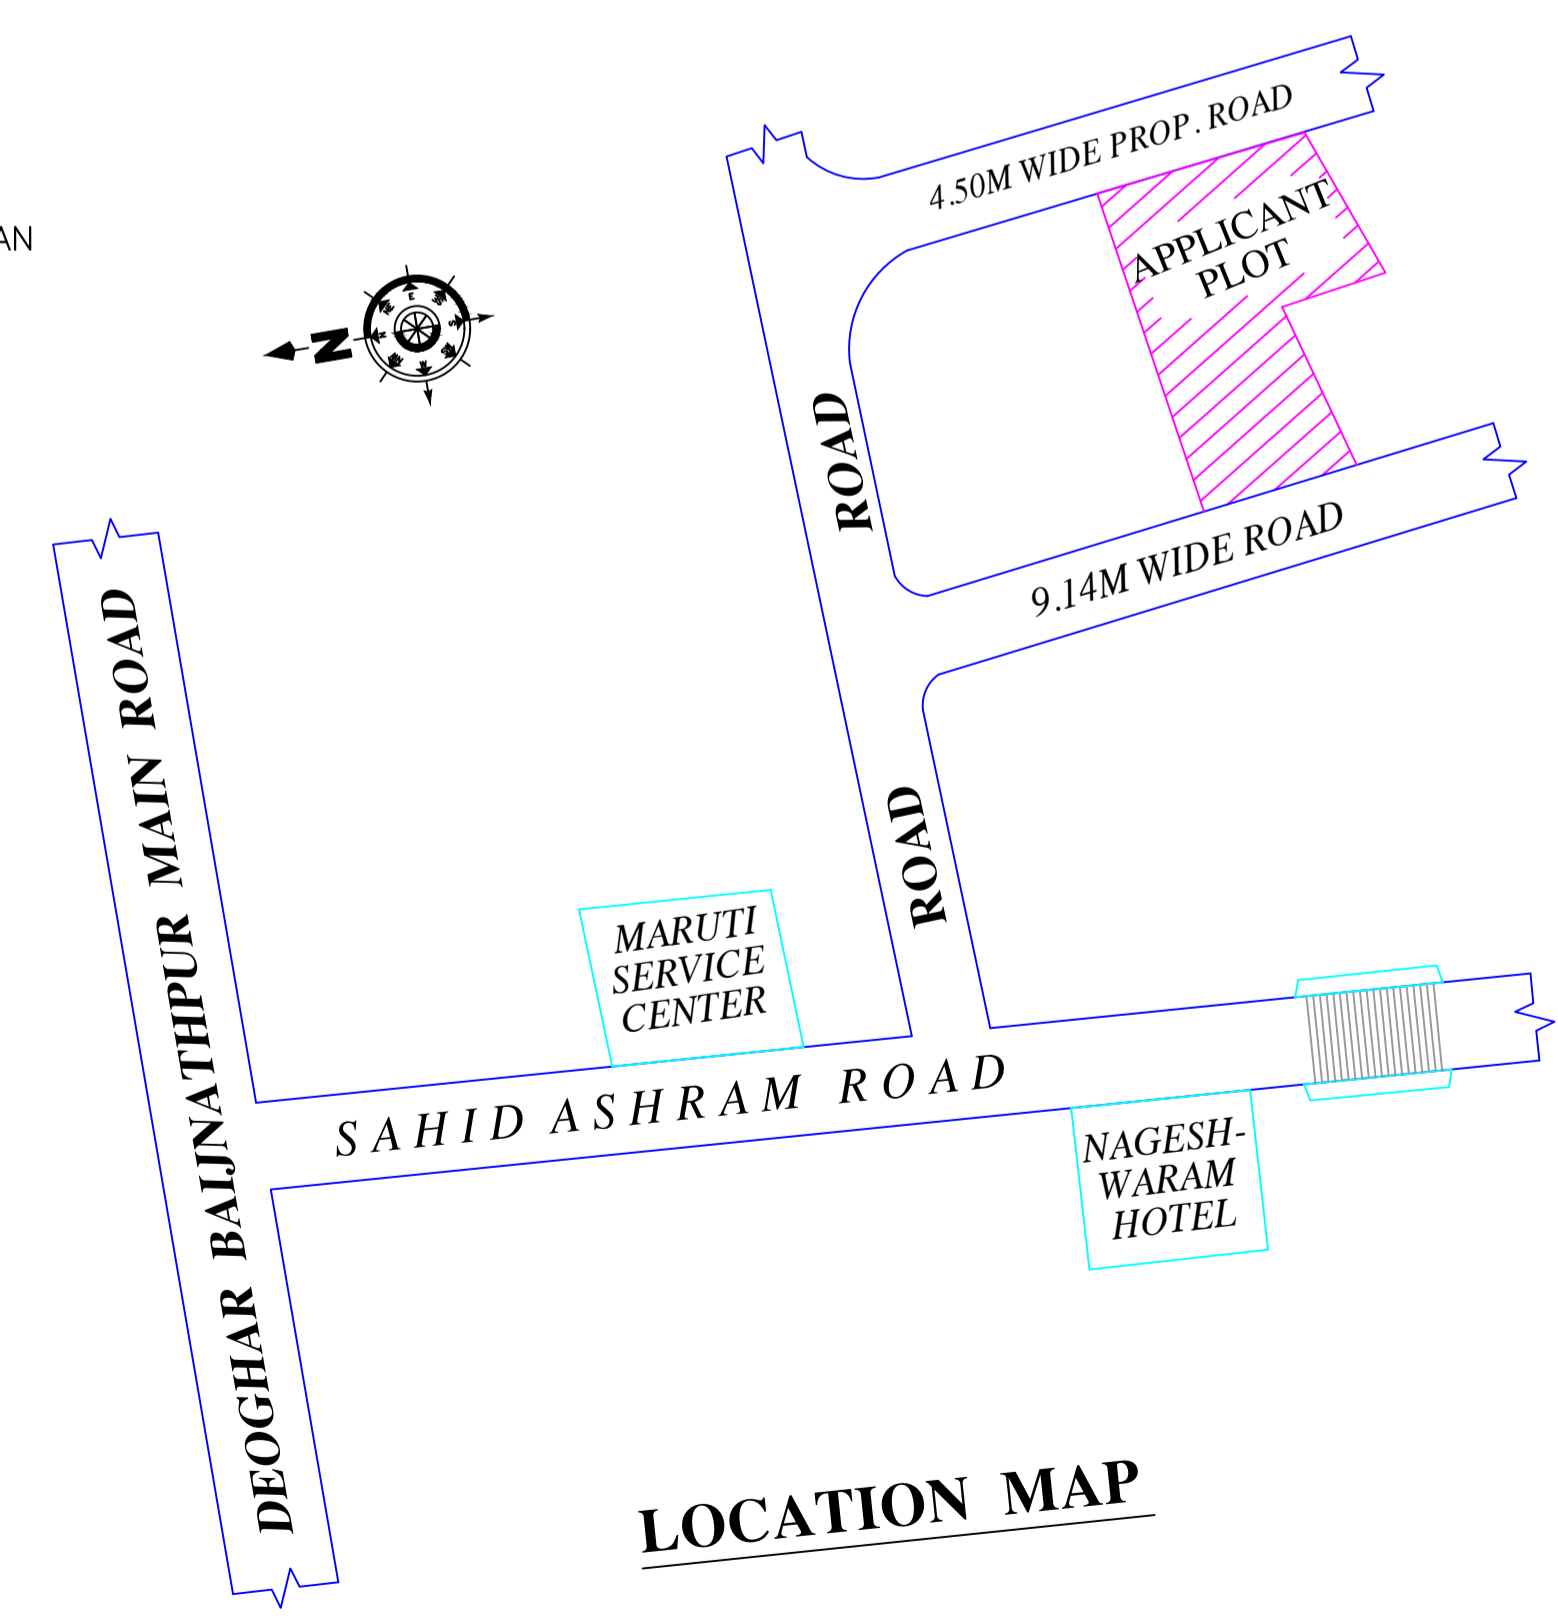 AN
4.50M WIDE PROP. ROAD
APPLICANT
PLOT
N
E
S
ROAD
9.14M WIDE ROAD
DEOGHAR BAIJNATHPUR MAIN ROAD
ROAD
MARUTI
SERVICE
CENTER
SAHID ASHRAM ROAD
NAGESH-
WARAM
HOTEL
LOCATION MAP